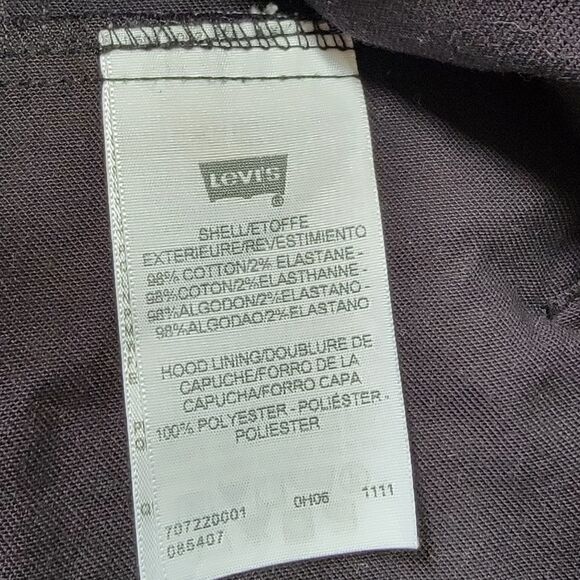 Levi's
®
SHELL/ETOFFE
EXTERIEURE/REVESTIMIENTO
98% COTTON/2% ELASTANE -
98%COTON/2% ELASTHANNE -
98%ALGODON/2%ELASTANO -
98%ALGODAO/2% ELASTANO
HOOD LINING/DOUBLURE DE
CAPUCHE/FORRO DE LA
CAPUCHA/FORRO CAPA
100% POLYESTER - POLIÉSTER -
POLIESTER
707220001 0H06 1111
085407